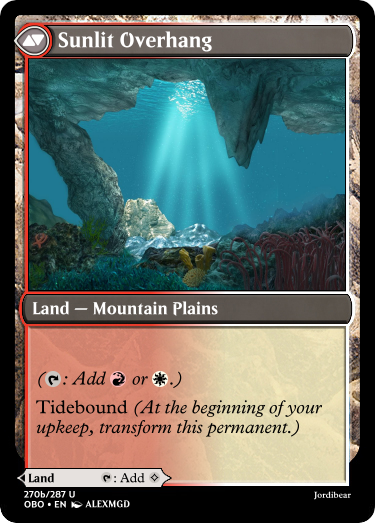 Sunlit Overhang
Land — Mountain Plains
(: Add or .)
Tidebound (At the beginning of your
upkeep, transform this permanent.)
Land : Add
270b/287 U
OBO • EN ALEXMGD
Jordibear